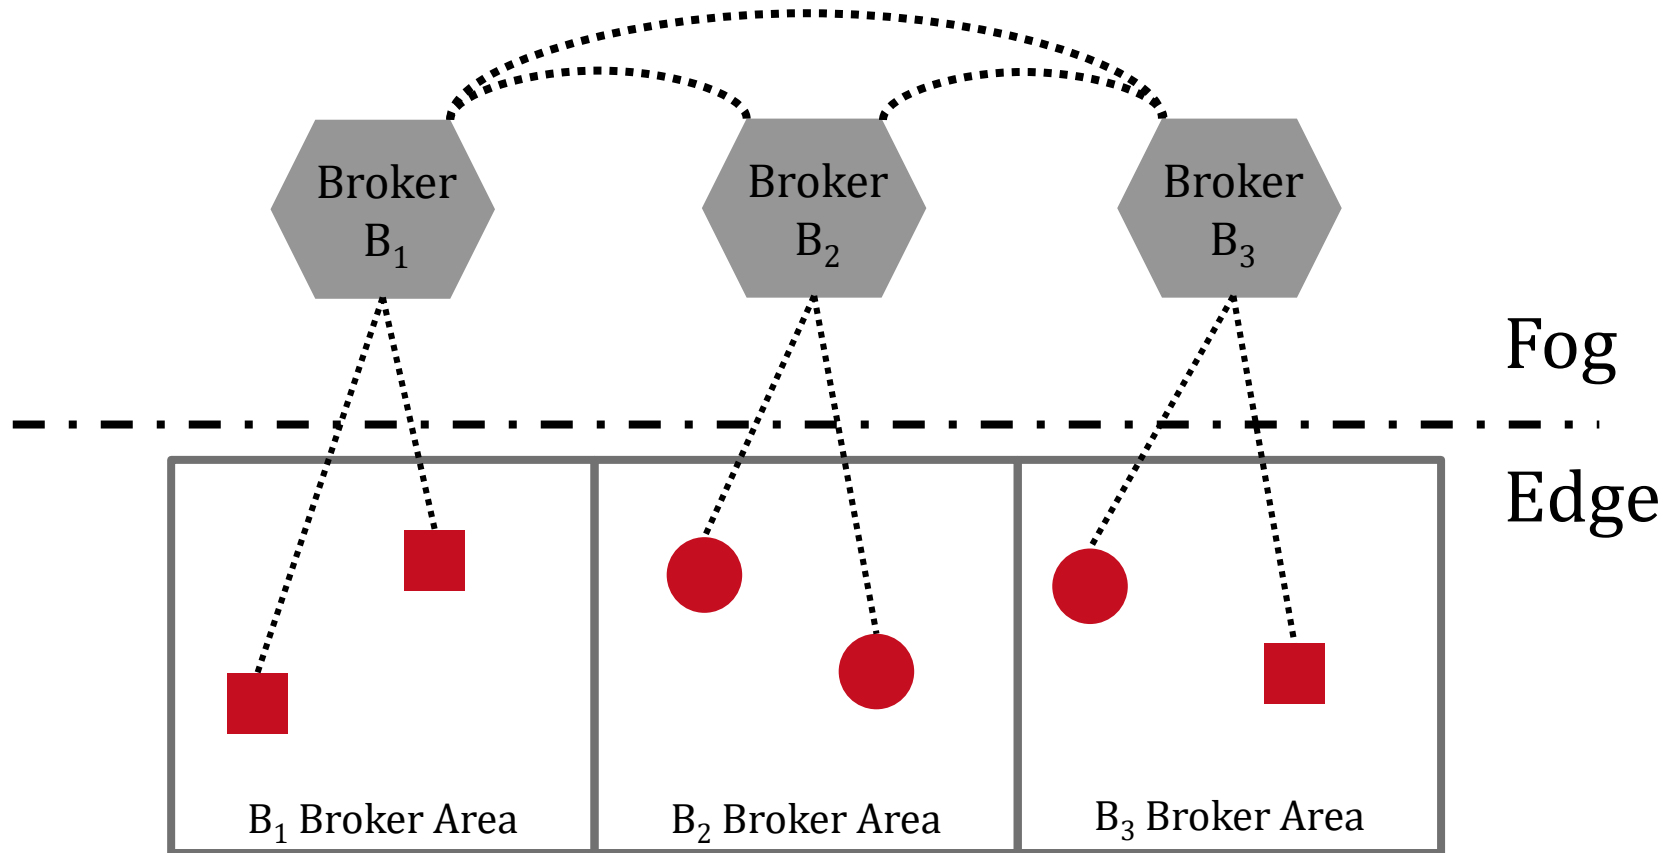 Broker
B₁
Broker
B₂
Broker
B₃
Fog
Edge
B₁ Broker Area
B₂ Broker Area
B₃ Broker Area